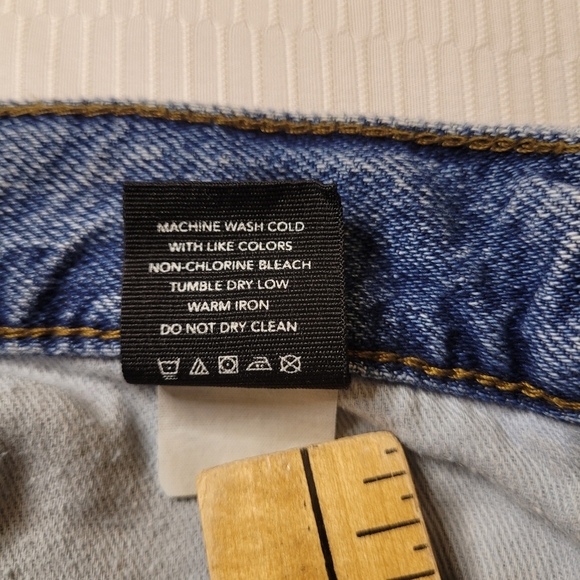 MACHINE WASH COLD
WITH LIKE COLORS
NON-CHLORINE BLEACH
TUMBLE DRY LOW
WARM IRON
DO NOT DRY CLEAN